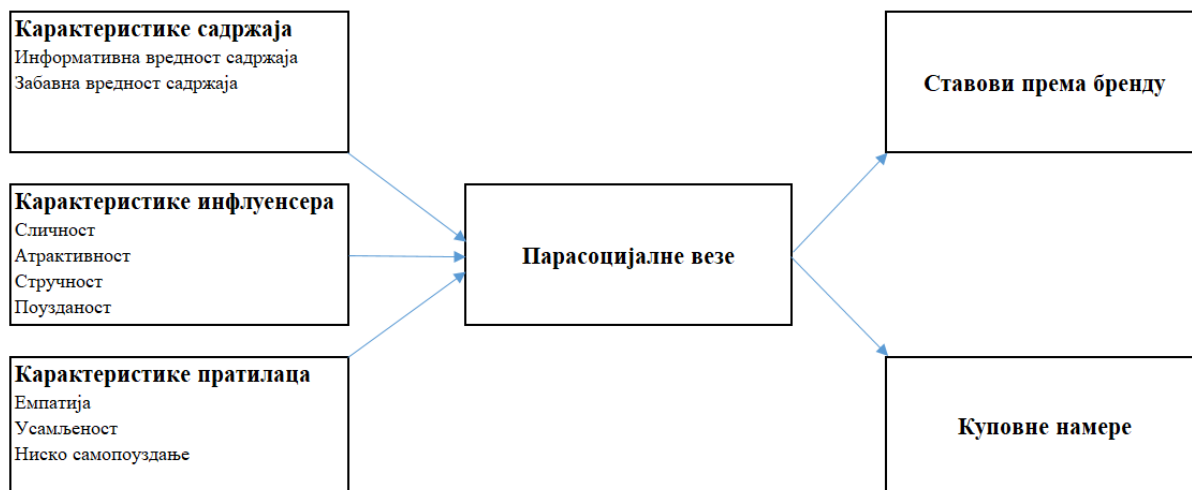 Карактеристике садржаја
Информативна вредност садржаја
Забавна вредност садржаја
Карактеристике инфлуенсера
Сличност
Атрактивност
Стручност
Поузданост
Карактеристике пратилаца
Емпатија
Усамљеност
Ниско самопоуздање
Парасоцијалне везе
Ставови према бренду
Куповне намере